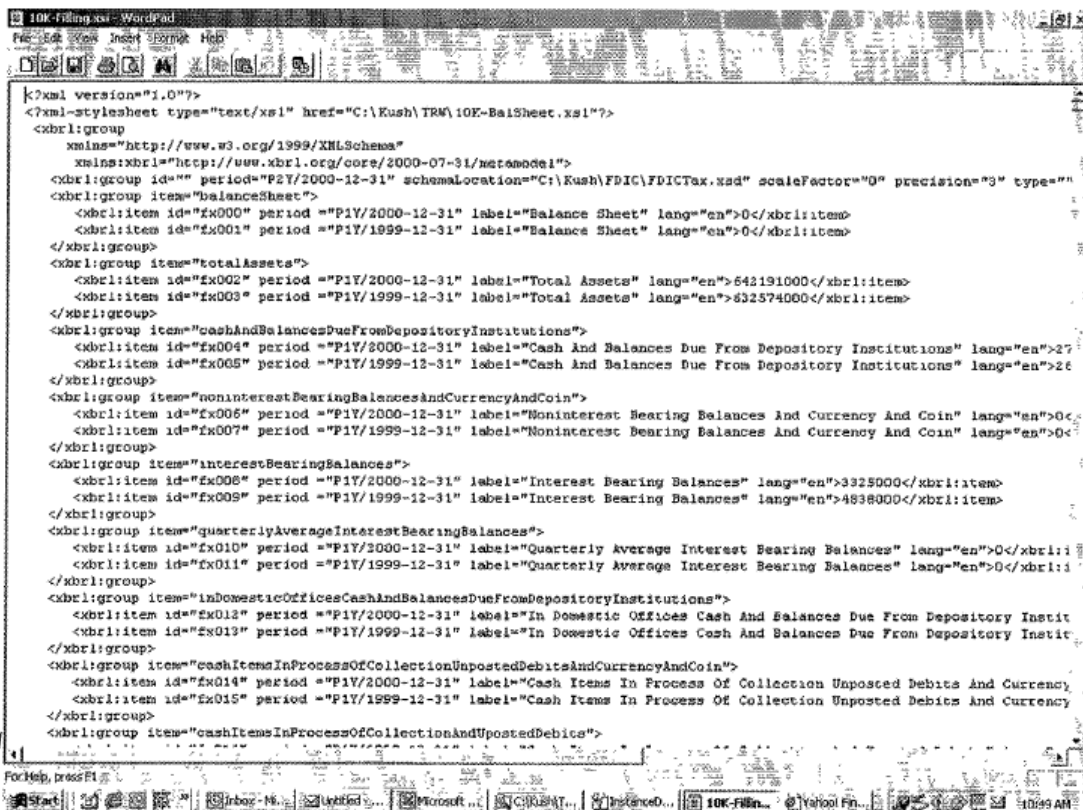 10K-Filling.xsi - WordPad
File Edit View Insert Format Help
<?xml version="1.0"?>
<?xml-stylesheet type="text/xsl" href="C:\Kush\TRW\10K-BalSheet.xsl"?>
<xbrl:group
xmlns="http://www.w3.org/1999/XMLSchema"
xmlns:xbrl="http://www.xbrl.org/core/2000-07-31/metamodel">
<xbrl:group id="" period="P2Y/2000-12-31" schemaLocation="C:\Kush\FDIC\FDICTax.xsd" scaleFactor="0" precision="3" type=""
<xbrl:group item="balanceSheet">
<xbrl:item id="fx000" period ="P1Y/2000-12-31" label="Balance Sheet" lang="en">0</xbrl:item>
<xbrl:item id="fx001" period ="P1Y/1999-12-31" label="Balance Sheet" lang="en">0</xbrl:item>
</xbrl:group>
<xbrl:group item="totalAssets">
<xbrl:item id="fx002" period ="P1Y/2000-12-31" label="Total Assets" lang="en">642191000</xbrl:item>
<xbrl:item id="fx003" period ="P1Y/1999-12-31" label="Total Assets" lang="en">632574000</xbrl:item>
</xbrl:group>
<xbrl:group item="cashAndBalancesDueFromDepositoryInstitutions">
<xbrl:item id="fx004" period ="P1Y/2000-12-31" label="Cash And Balances Due From Depository Institutions" lang="en">27
<xbrl:item id="fx005" period ="P1Y/1999-12-31" label="Cash And Balances Due From Depository Institutions" lang="en">26
</xbrl:group>
<xbrl:group item="noninterestBearingBalancesAndCurrencyAndCoin">
<xbrl:item id="fx006" period ="P1Y/2000-12-31" label="Noninterest Bearing Balances And Currency And Coin" lang="en">0<
<xbrl:item id="fx007" period ="P1Y/1999-12-31" label="Noninterest Bearing Balances And Currency And Coin" lang="en">0<
</xbrl:group>
<xbrl:group item="interestBearingBalances">
<xbrl:item id="fx008" period ="P1Y/2000-12-31" label="Interest Bearing Balances" lang="en">3325000</xbrl:item>
<xbrl:item id="fx009" period ="P1Y/1999-12-31" label="Interest Bearing Balances" lang="en">4838000</xbrl:item>
</xbrl:group>
<xbrl:group item="quarterlyAverageInterestBearingBalances">
<xbrl:item id="fx010" period ="P1Y/2000-12-31" label="Quarterly Average Interest Bearing Balances" lang="en">0</xbrl:i
<xbrl:item id="fx011" period ="P1Y/1999-12-31" label="Quarterly Average Interest Bearing Balances" lang="en">0</xbrl:i
</xbrl:group>
<xbrl:group item="inDomesticOfficesCashAndBalancesDueFromDepositoryInstitutions">
<xbrl:item id="fx012" period ="P1Y/2000-12-31" label="In Domestic Offices Cash And Balances Due From Depository Instit
<xbrl:item id="fx013" period ="P1Y/1999-12-31" label="In Domestic Offices Cash And Balances Due From Depository Instit
</xbrl:group>
<xbrl:group item="cashItemsInProcessOfCollectionUnpostedDebitsAndCurrencyAndCoin">
<xbrl:item id="fx014" period ="P1Y/2000-12-31" label="Cash Items In Process Of Collection Unposted Debits And Currency
<xbrl:item id="fx015" period ="P1Y/1999-12-31" label="Cash Items In Process Of Collection Unposted Debits And Currency
</xbrl:group>
<xbrl:group item="cashItemsInProcessOfCollectionAndUpostedDebits">
For Help, press F1
Start Inbox - Mi... Untitled -... Microsoft ... C:\Kush\T... InstanceD... 10K-Fillin... Yahoo! Fin... 10:49 AM